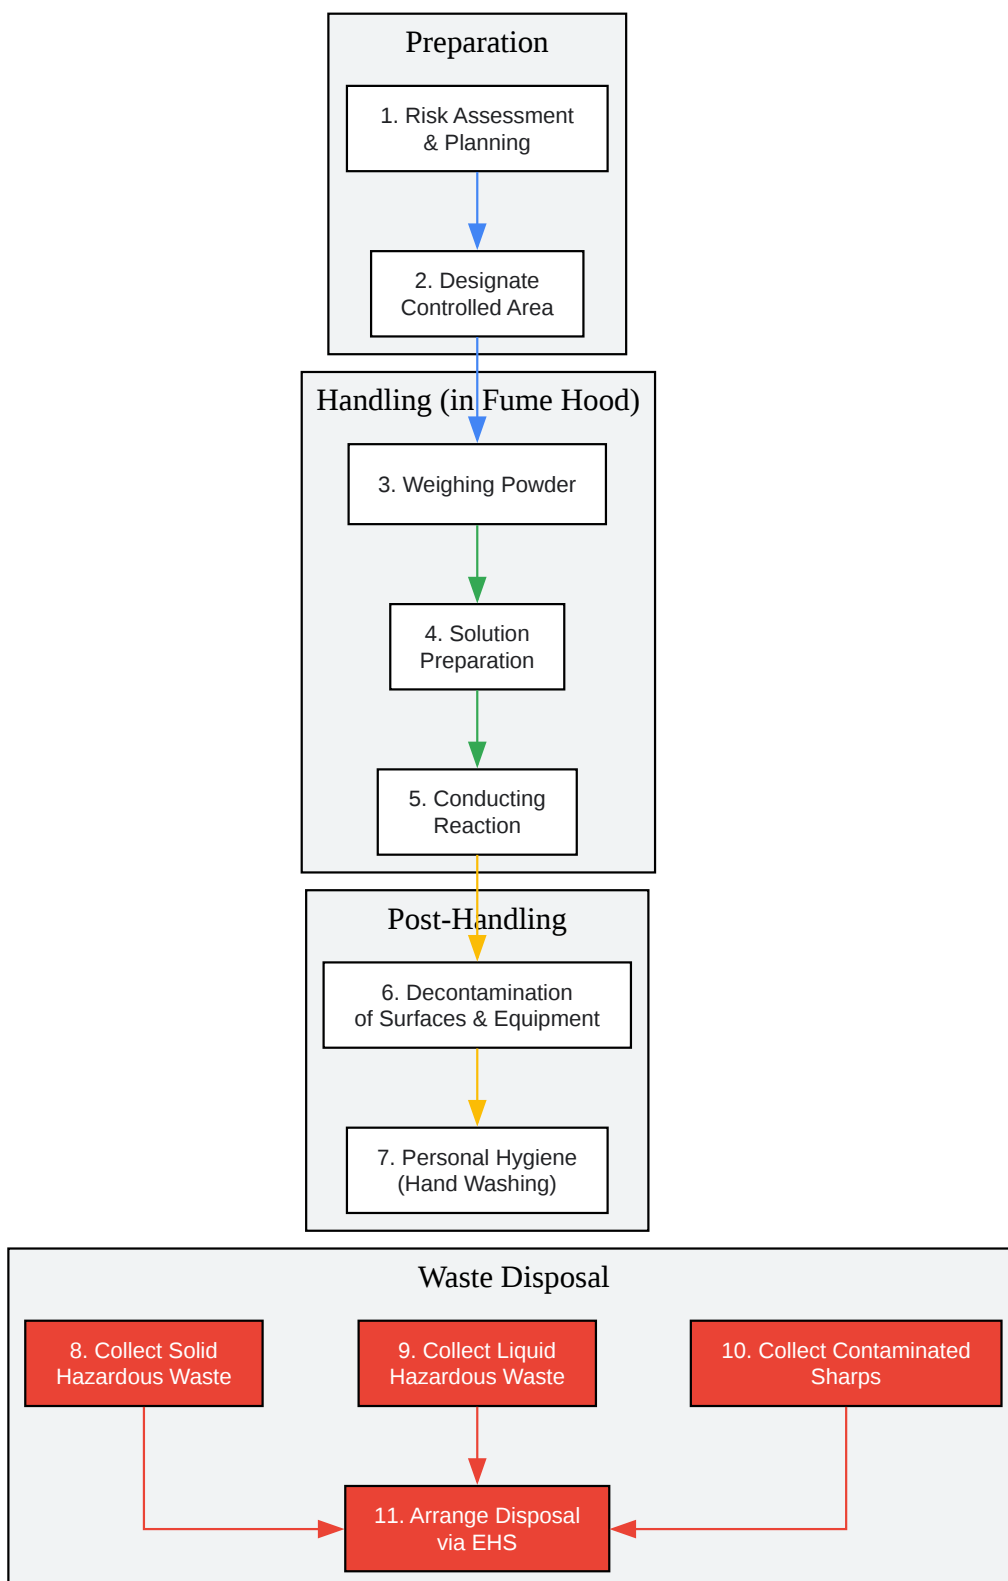 Preparation
1. Risk Assessment
& Planning
2. Designate
Controlled Area
Handling (in Fume Hood)
3. Weighing Powder
4. Solution
Preparation
5. Conducting
Reaction
Post-Handling
6. Decontamination
of Surfaces & Equipment
7. Personal Hygiene
(Hand Washing)
Waste Disposal
8. Collect Solid
Hazardous Waste
9. Collect Liquid
Hazardous Waste
10. Collect Contaminated
Sharps
11. Arrange Disposal
via EHS